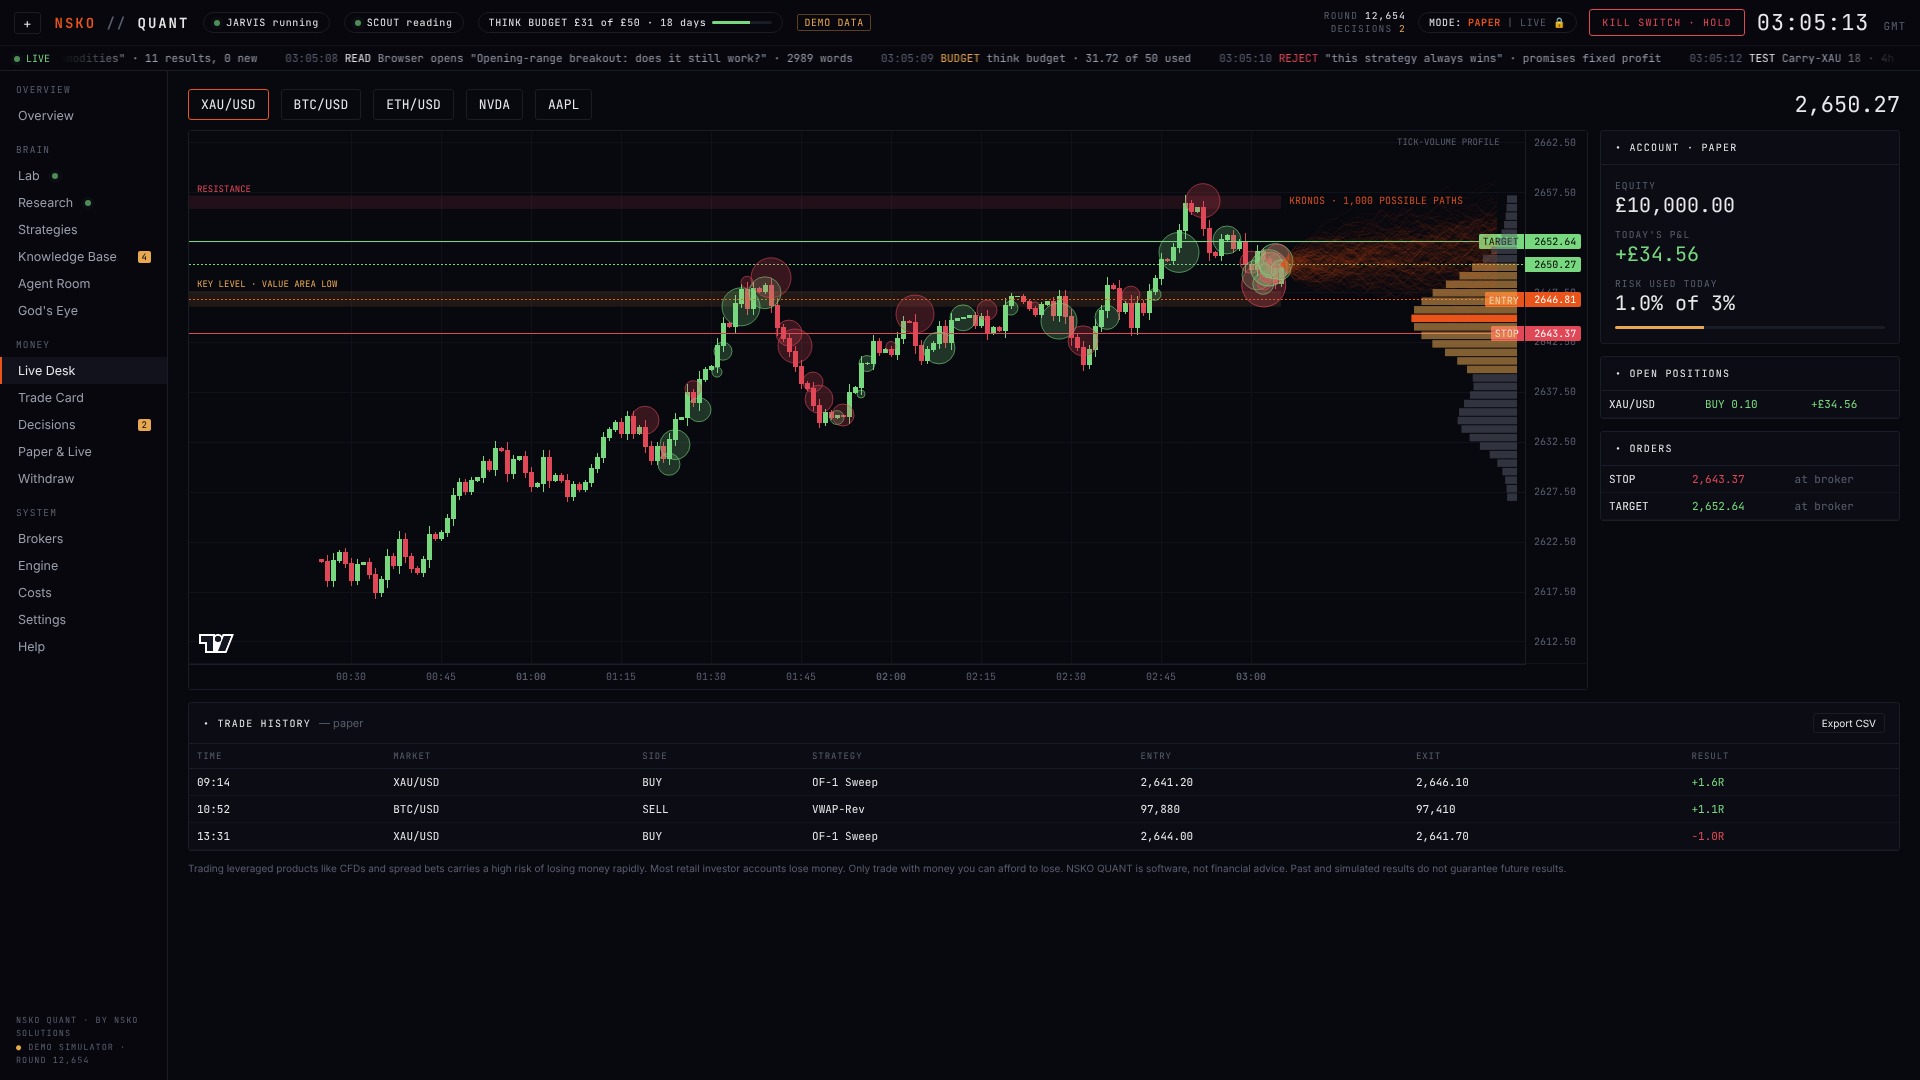 + NSKO // QUANT JARVIS running SCOUT reading THINK BUDGET £31 of £50 · 18 days DEMO DATA ROUND 12,654 DECISIONS 2 MODE: PAPER | LIVE 🔒 KILL SWITCH · HOLD 03:05:13 GMT
LIVE odities" · 11 results, 0 new 03:05:08 READ Browser opens "Opening-range breakout: does it still work?" · 2989 words 03:05:09 BUDGET think budget · 31.72 of 50 used 03:05:10 REJECT "this strategy always wins" · promises fixed profit 03:05:12 TEST Carry-XAU 18 · 4h
OVERVIEW
Overview
BRAIN
Lab
Research
Strategies
Knowledge Base 4
Agent Room
God's Eye
MONEY
Live Desk
Trade Card
Decisions 2
Paper & Live
Withdraw
SYSTEM
Brokers
Engine
Costs
Settings
Help
NSKO QUANT · BY NSKO
SOLUTIONS
DEMO SIMULATOR ·
ROUND 12,654
XAU/USD BTC/USD ETH/USD NVDA AAPL 2,650.27
TICK-VOLUME PROFILE
RESISTANCE
KRONOS · 1,000 POSSIBLE PATHS
KEY LEVEL · VALUE AREA LOW
2662.50
2657.50
TARGET 2652.64
2650.27
ENTRY 2646.81
STOP 2643.37
2637.50
2632.50
2627.50
2622.50
2617.50
2612.50
00:30 00:45 01:00 01:15 01:30 01:45 02:00 02:15 02:30 02:45 03:00
• ACCOUNT · PAPER
EQUITY
£10,000.00
TODAY'S P&L
+£34.56
RISK USED TODAY
1.0% of 3%
• OPEN POSITIONS
XAU/USD BUY 0.10 +£34.56
• ORDERS
STOP 2,643.37 at broker
TARGET 2,652.64 at broker
• TRADE HISTORY — paper Export CSV
TIME MARKET SIDE STRATEGY ENTRY EXIT RESULT
09:14 XAU/USD BUY OF-1 Sweep 2,641.20 2,646.10 +1.6R
10:52 BTC/USD SELL VWAP-Rev 97,880 97,410 +1.1R
13:31 XAU/USD BUY OF-1 Sweep 2,644.00 2,641.70 -1.0R
Trading leveraged products like CFDs and spread bets carries a high risk of losing money rapidly. Most retail investor accounts lose money. Only trade with money you can afford to lose. NSKO QUANT is software, not financial advice. Past and simulated results do not guarantee future results.